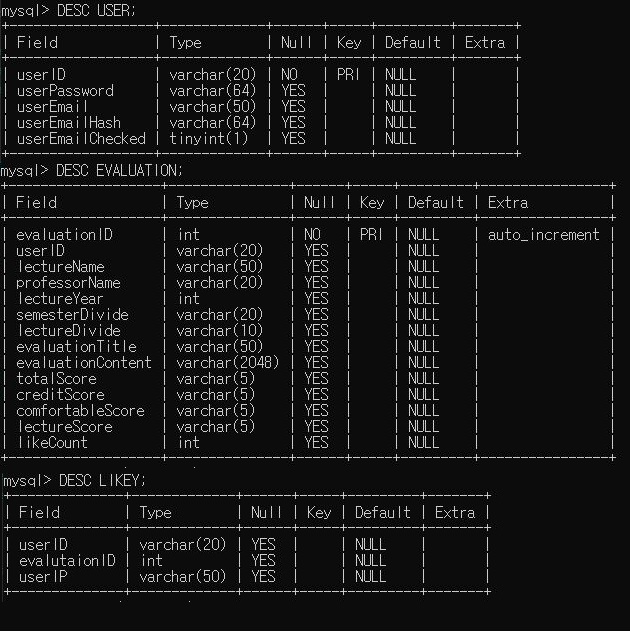 mysql> DESC USER;
+------------------+-------------+------+-----+---------+-------+
| Field            | Type        | Null | Key | Default | Extra |
+------------------+-------------+------+-----+---------+-------+
| userID           | varchar(20) | NO   | PRI | NULL    |       |
| userPassword     | varchar(64) | YES  |     | NULL    |       |
| userEmail        | varchar(50) | YES  |     | NULL    |       |
| userEmailHash    | varchar(64) | YES  |     | NULL    |       |
| userEmailChecked | tinyint(1)  | YES  |     | NULL    |       |
+------------------+-------------+------+-----+---------+-------+
mysql> DESC EVALUATION;
+-------------------+---------------+------+-----+---------+----------------+
| Field             | Type          | Null | Key | Default | Extra          |
+-------------------+---------------+------+-----+---------+----------------+
| evaluationID      | int           | NO   | PRI | NULL    | auto_increment |
| userID            | varchar(20)   | YES  |     | NULL    |                |
| lectureName       | varchar(50)   | YES  |     | NULL    |                |
| professorName     | varchar(20)   | YES  |     | NULL    |                |
| lectureYear       | int           | YES  |     | NULL    |                |
| semesterDivide    | varchar(20)   | YES  |     | NULL    |                |
| lectureDivide     | varchar(10)   | YES  |     | NULL    |                |
| evaluationTitle   | varchar(50)   | YES  |     | NULL    |                |
| evaluationContent | varchar(2048) | YES  |     | NULL    |                |
| totalScore        | varchar(5)    | YES  |     | NULL    |                |
| creditScore       | varchar(5)    | YES  |     | NULL    |                |
| comfortableScore  | varchar(5)    | YES  |     | NULL    |                |
| lectureScore      | varchar(5)    | YES  |     | NULL    |                |
| likeCount         | int           | YES  |     | NULL    |                |
+-------------------+---------------+------+-----+---------+----------------+
mysql> DESC LIKEY;
+--------------+-------------+------+-----+---------+-------+
| Field        | Type        | Null | Key | Default | Extra |
+--------------+-------------+------+-----+---------+-------+
| userID       | varchar(20) | YES  |     | NULL    |       |
| evalutaionID | int         | YES  |     | NULL    |       |
| userIP       | varchar(50) | YES  |     | NULL    |       |
+--------------+-------------+------+-----+---------+-------+